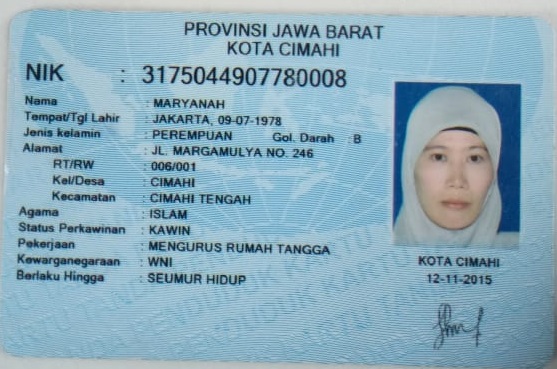 PROVINSI JAWA BARAT
KOTA CIMAHI
NIK : 3175044907780008
Nama : MARYANAH
Tempat/Tgl Lahir : JAKARTA, 09-07-1978
Jenis kelamin : PEREMPUAN Gol. Darah : B
Alamat : JL. MARGAMULYA NO. 246
RT/RW : 006/001
Kel/Desa : CIMAHI
Kecamatan : CIMAHI TENGAH
Agama : ISLAM
Status Perkawinan : KAWIN
Pekerjaan : MENGURUS RUMAH TANGGA
Kewarganegaraan : WNI
Berlaku Hingga : SEUMUR HIDUP
KOTA CIMAHI
12-11-2015